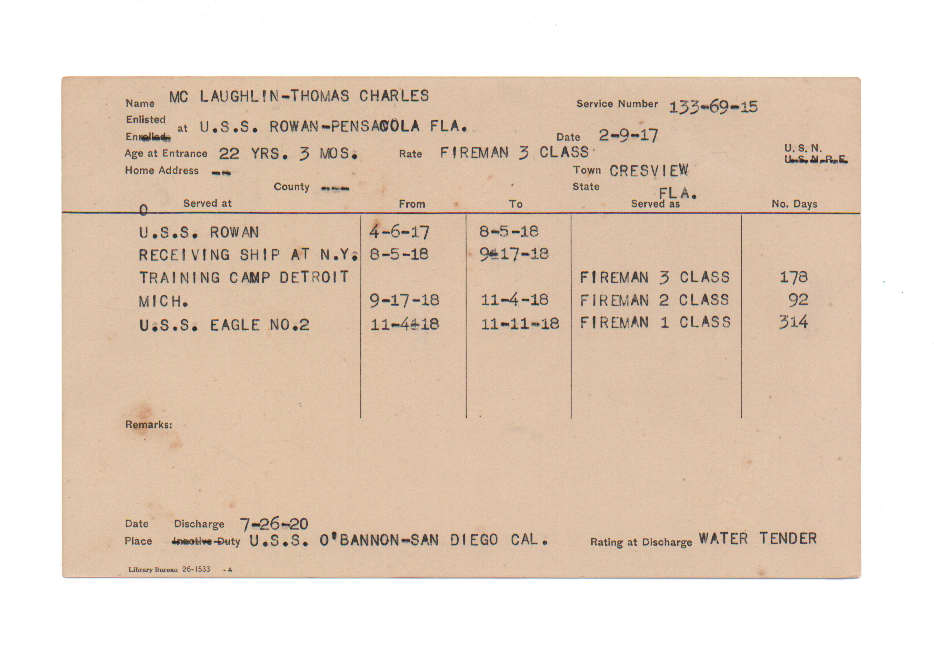 Name MC LAUGHLIN-THOMAS CHARLES Service Number 133-69-15
Enlisted
Enrolled at U.S.S. ROWAN-PENSACOLA FLA. Date 2-9-17
Age at Entrance 22 YRS. 3 MOS. Rate FIREMAN 3 CLASS U. S. N.
U. S. N. R. F.
Home Address -- Town CRESVIEW
County --- State FLA.
O Served at From To Served as No. Days
U.S.S. ROWAN 4-6-17 8-5-18
RECEIVING SHIP AT N.Y. 8-5-18 9-17-18
TRAINING CAMP DETROIT FIREMAN 3 CLASS 178
MICH. 9-17-18 11-4-18 FIREMAN 2 CLASS 92
U.S.S. EAGLE NO.2 11-4-18 11-11-18 FIREMAN 1 CLASS 314
Remarks:
Date Discharge 7-26-20
Place Inactive Duty U.S.S. O'BANNON-SAN DIEGO CAL. Rating at Discharge WATER TENDER
Library Bureau 26-1533 -A